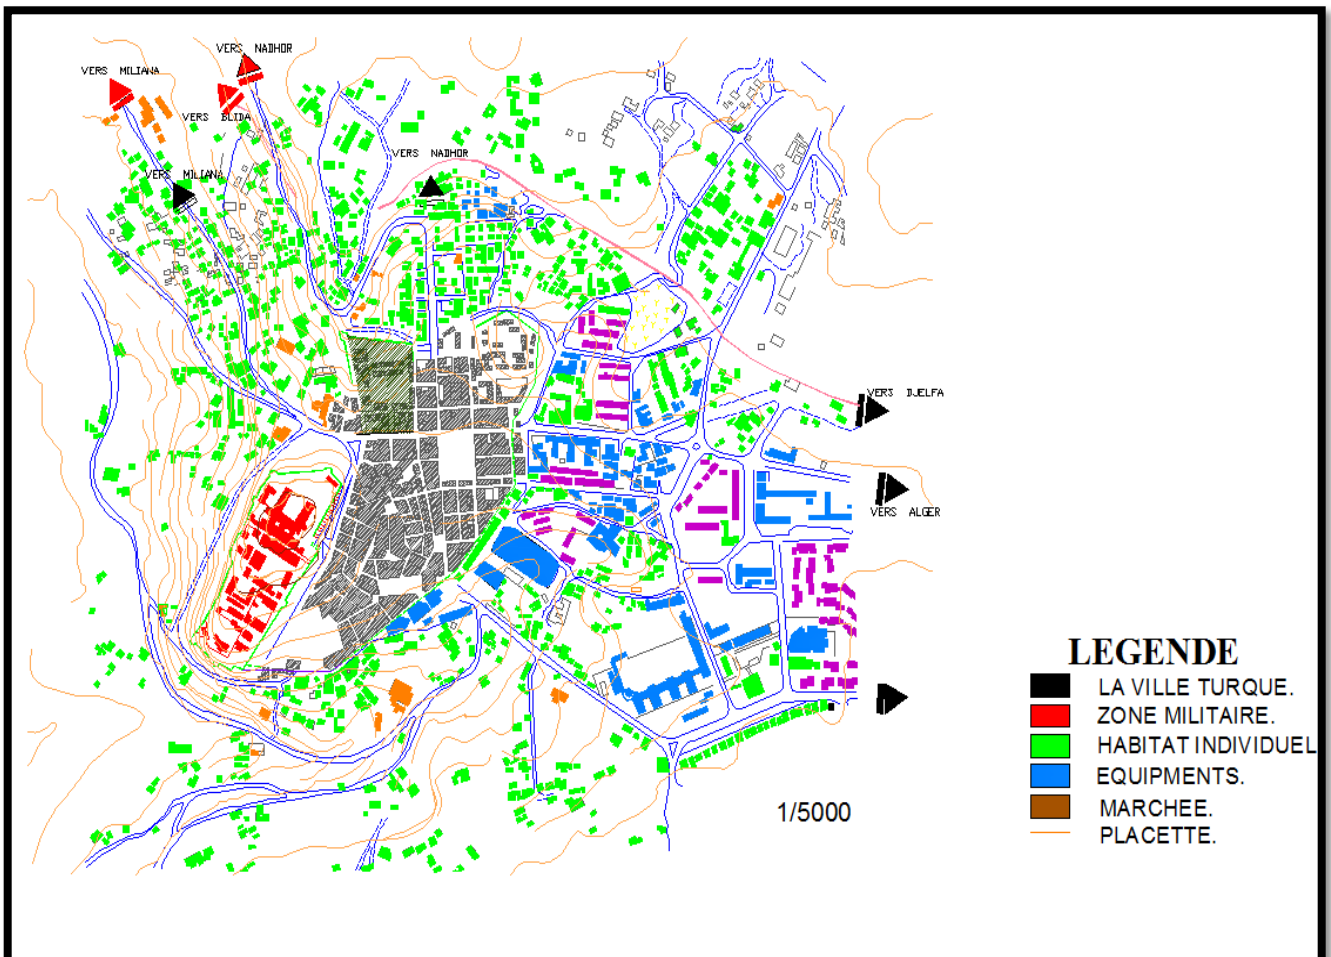 VERS NADHOR
VERS MILIANA
VERS BLIDA
VERS NADHOR
VERS MILIANA
VERS DJELFA
VERS ALGER
LEGENDE
LA VILLE TURQUE.
ZONE MILITAIRE.
HABITAT INDIVIDUEL
EQUIPMENTS.
MARCHEE.
PLACETTE.
1/5000